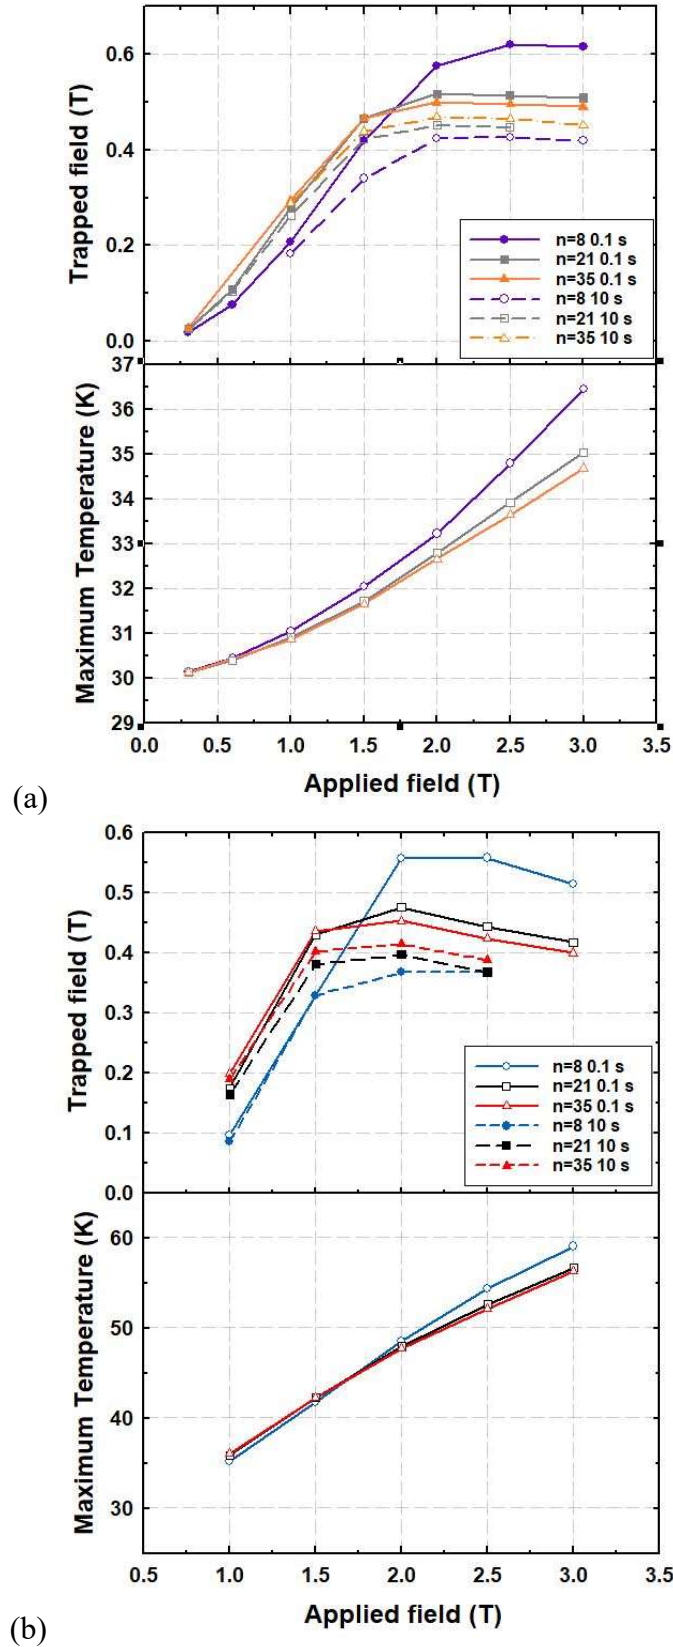 0.6
0.4
0.2
0.0
Trapped field (T)
n=8 0.1 s
n=21 0.1 s
n=35 0.1 s
n=8 10 s
n=21 10 s
n=35 10 s
37
36
35
34
33
32
31
30
29
Maximum Temperature (K)
0.0 0.5 1.0 1.5 2.0 2.5 3.0 3.5
Applied field (T)
(a)
0.6
0.5
0.4
0.3
0.2
0.1
0.0
Trapped field (T)
n=8 0.1 s
n=21 0.1 s
n=35 0.1 s
n=8 10 s
n=21 10 s
n=35 10 s
60
50
40
30
Maximum Temperature (K)
0.5 1.0 1.5 2.0 2.5 3.0 3.5
Applied field (T)
(b)